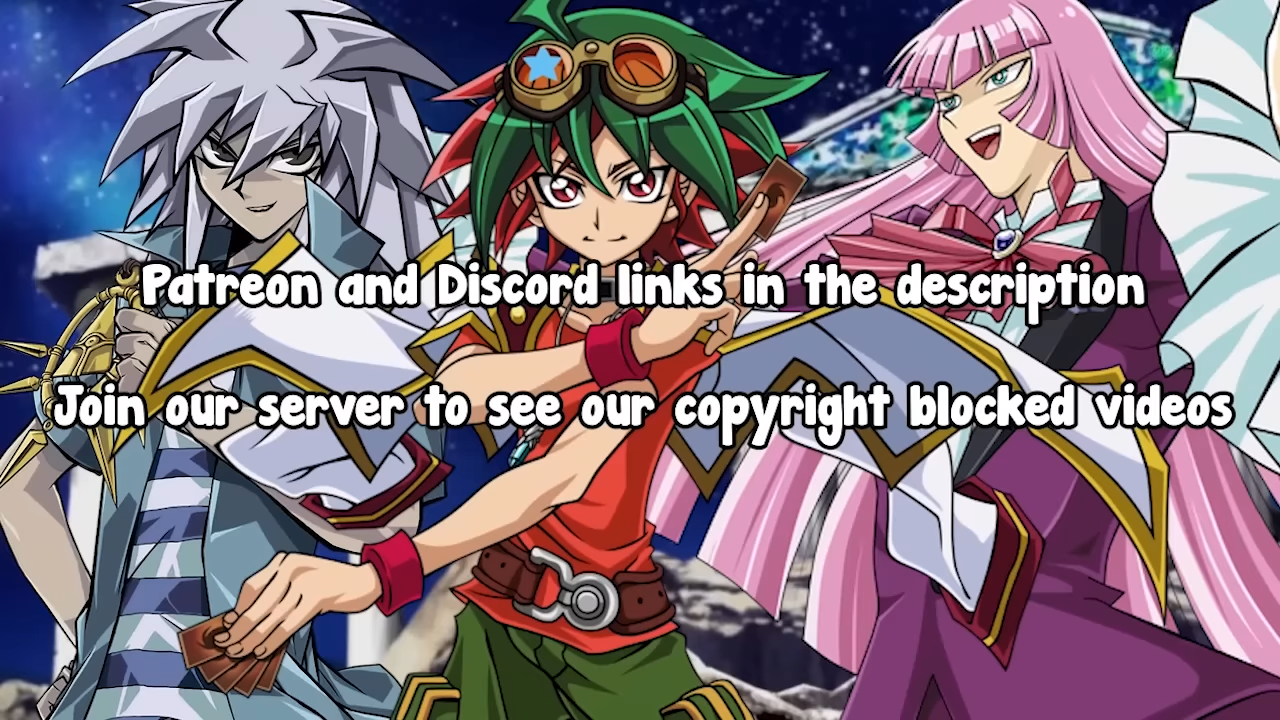 Patreon and Discord links in the description
Join our server to see our copyright blocked videos